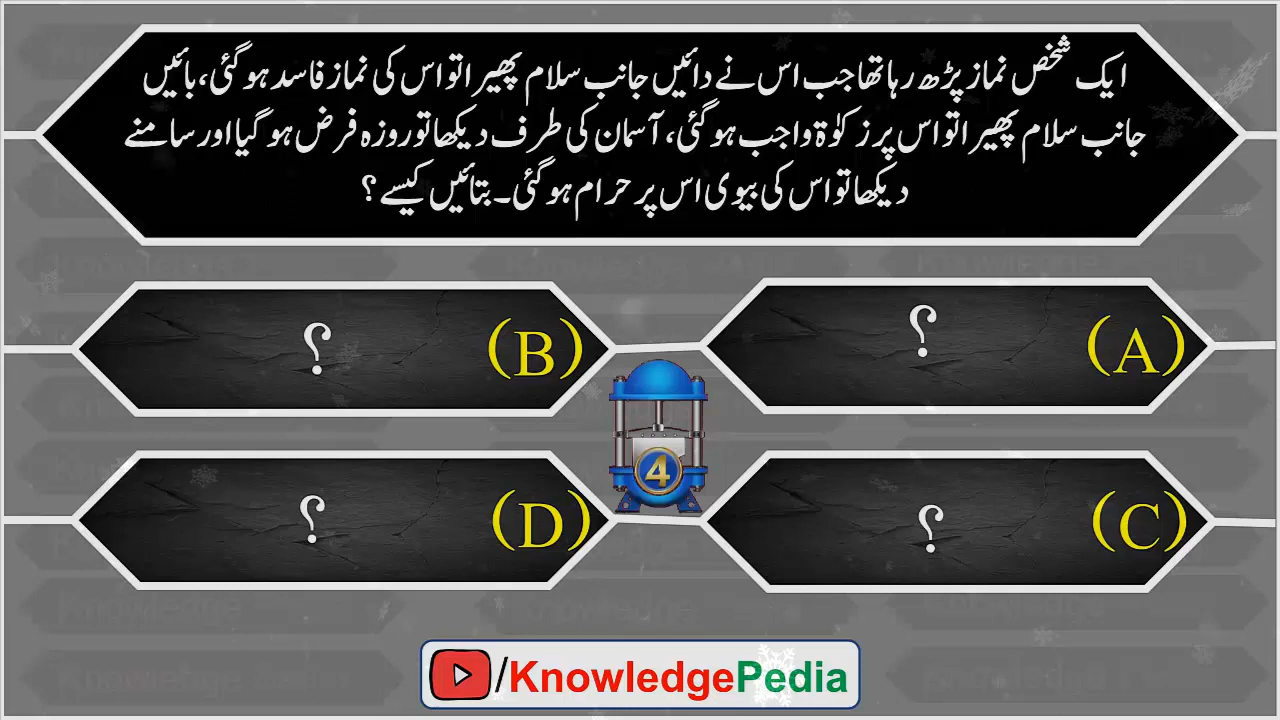 ایک شخص نماز پڑھ رہا تھا جب اس نے دائیں جانب سلام پھیرا تو اس کی نماز فاسد ہو گئی، بائیں
جانب سلام پھیرا تو اس پر زکوٰۃ واجب ہو گئی، آسمان کی طرف دیکھا تو روزہ فرض ہو گیا اور سامنے
دیکھا تو اس کی بیوی اس پر حرام ہو گئی۔ بتائیں کیسے ؟
(A) ؟
(B) ؟
4
(C) ؟
(D) ؟
/KnowledgePedia